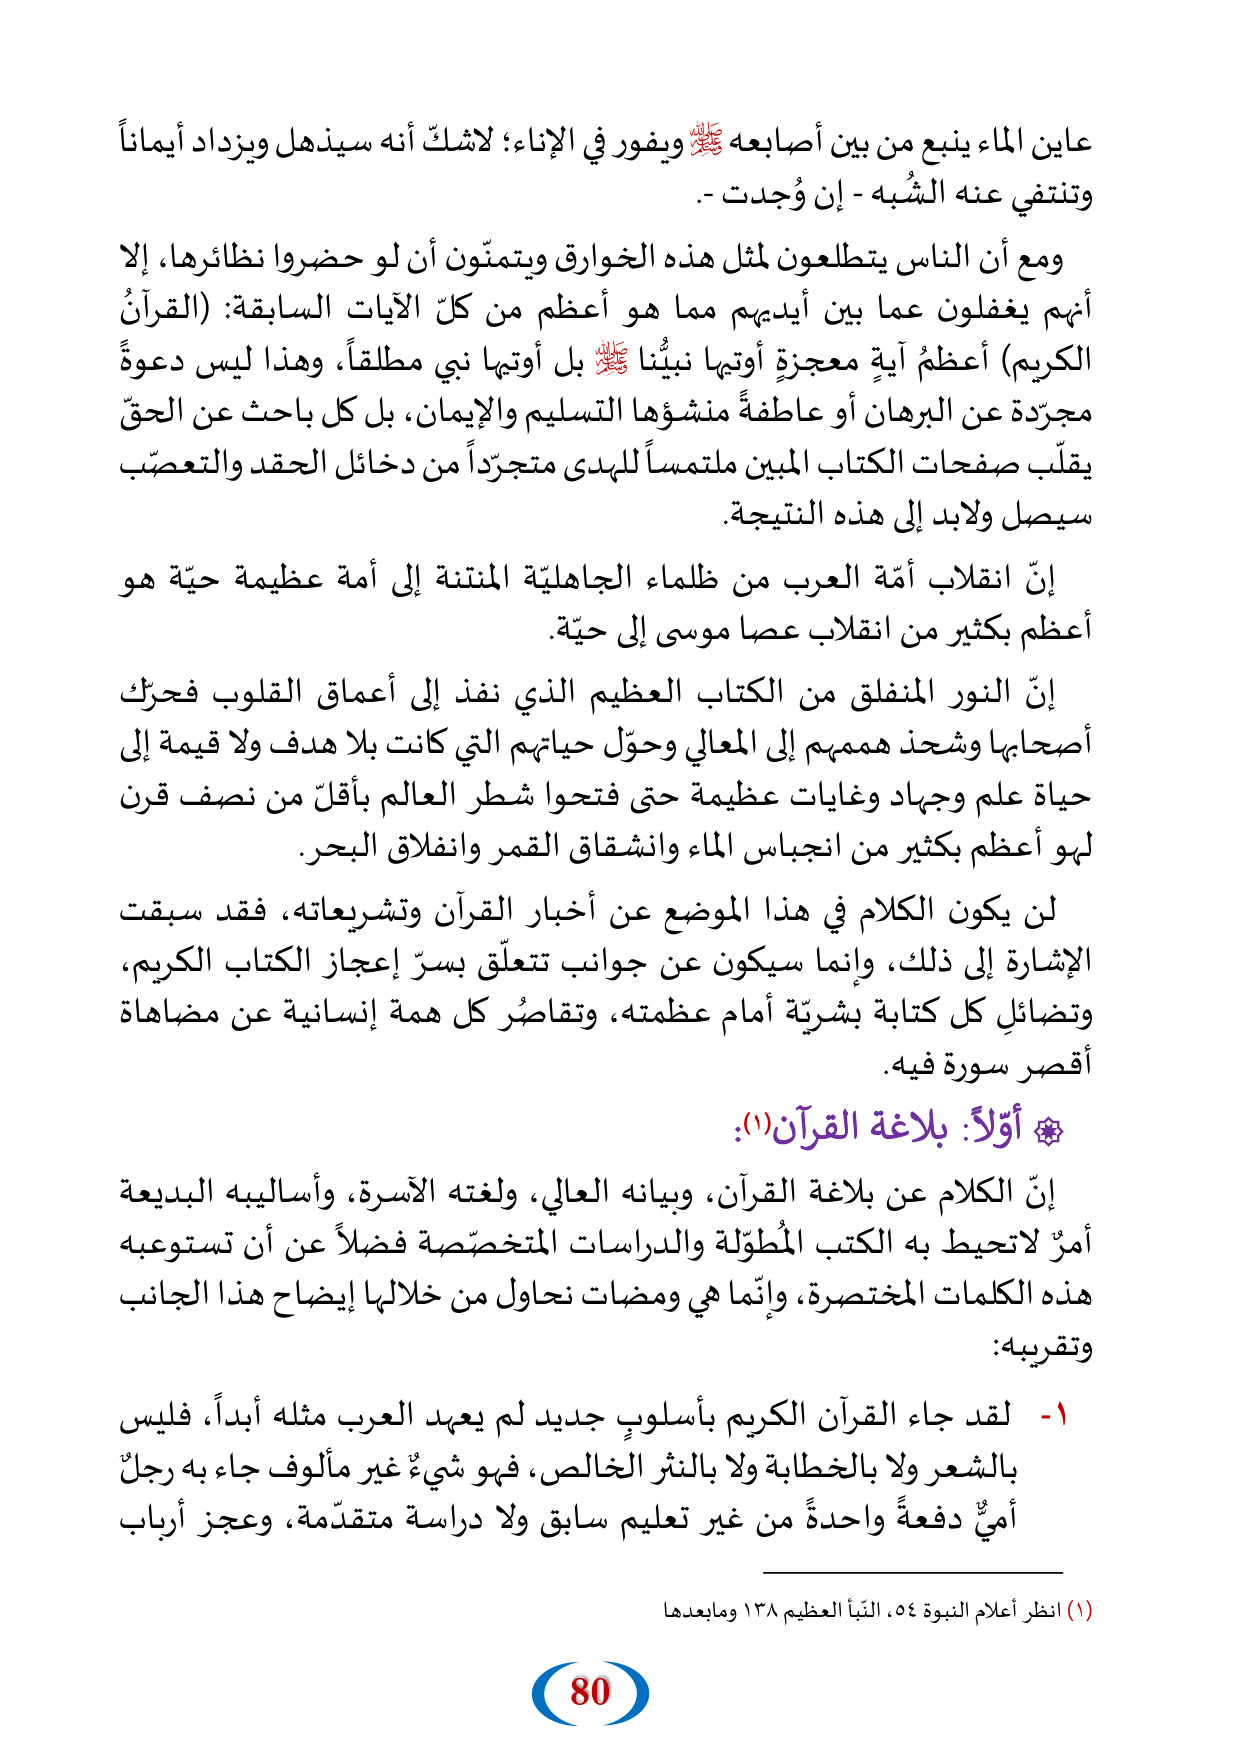 عاين الماء ينبع من بين أصابعه ﷺ ويفور في الإناء؛ لاشكّ أنه سيذهل ويزداد أيماناً
وتنتفي عنه الشُبه - إن وُجدت -.
ومع أن الناس يتطلعون لمثل هذه الخوارق ويتمنّون أن لو حضروا نظائرها، إلا
أنهم يغفلون عما بين أيديهم مما هو أعظم من كلّ الآيات السابقة: (القرآنُ
الكريم) أعظمُ آيةٍ معجزةٍ أوتيها نبيُّنا ﷺ بل أوتيها نبي مطلقاً، وهذا ليس دعوةً
مجرّدة عن البرهان أو عاطفةً منشؤها التسليم والإيمان، بل كل باحث عن الحقّ
يقلّب صفحات الكتاب المبين ملتمساً للهدى متجرّداً من دخائل الحقد والتعصّب
سيصل ولابد إلى هذه النتيجة.
إنّ انقلاب أمّة العرب من ظلماء الجاهليّة المنتنة إلى أمة عظيمة حيّة هو
أعظم بكثير من انقلاب عصا موسى إلى حيّة.
إنّ النور المنفلق من الكتاب العظيم الذي نفذ إلى أعماق القلوب فحرّك
أصحابها وشحذ هممهم إلى المعالي وحوّل حياتهم التي كانت بلا هدف ولا قيمة إلى
حياة علم وجهاد وغايات عظيمة حتى فتحوا شطر العالم بأقلّ من نصف قرن
لهو أعظم بكثير من انجباس الماء وانشقاق القمر وانفلاق البحر.
لن يكون الكلام في هذا الموضع عن أخبار القرآن وتشريعاته، فقد سبقت
الإشارة إلى ذلك، وإنما سيكون عن جوانب تتعلّق بسرّ إعجاز الكتاب الكريم،
وتضائلِ كل كتابة بشريّة أمام عظمته، وتقاصُر كل همة إنسانية عن مضاهاة
أقصر سورة فيه.
۞ أوّلاً: بلاغة القرآن(١):
إنّ الكلام عن بلاغة القرآن، وبيانه العالي، ولغته الآسرة، وأساليبه البديعة
أمرٌ لاتحيط به الكتب المُطوّلة والدراسات المتخصّصة فضلاً عن أن تستوعبه
هذه الكلمات المختصرة، وإنّما هي ومضات نحاول من خلالها إيضاح هذا الجانب
وتقريبه:
١- لقد جاء القرآن الكريم بأسلوبٍ جديد لم يعهد العرب مثله أبداً، فليس
بالشعر ولا بالخطابة ولا بالنثر الخالص، فهو شيءٌ غير مألوف جاء به رجلٌ
أميٌّ دفعةً واحدةً من غير تعليم سابق ولا دراسة متقدّمة، وعجز أرباب
(١) انظر أعلام النبوة ٥٤، النّبأ العظيم ١٣٨ ومابعدها
80